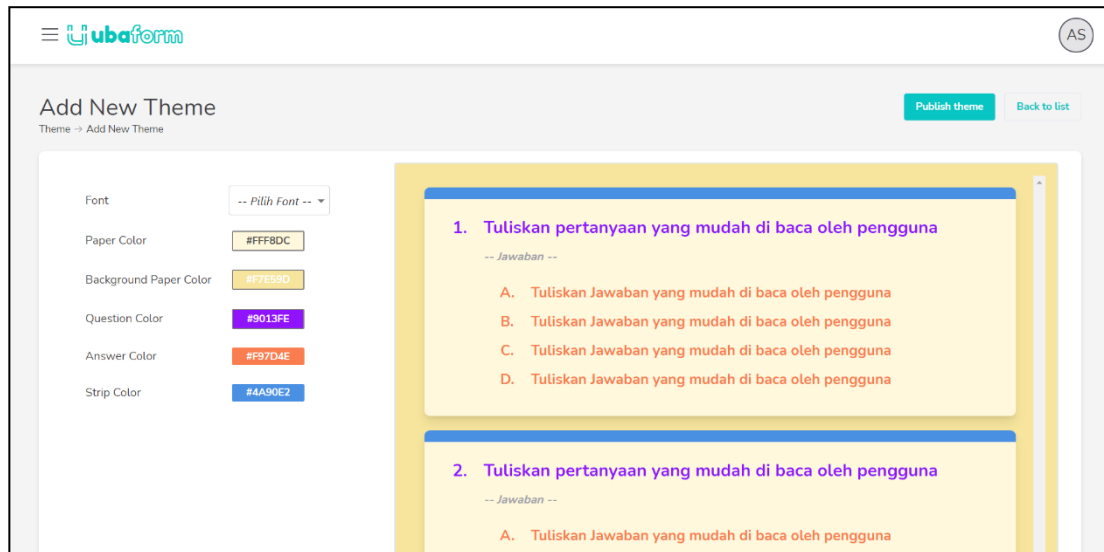 ubaform
AS
Add New Theme
Theme → Add New Theme
Publish theme
Back to list
Font
-- Pilih Font --
Paper Color
#FFF8DC
Background Paper Color
#F7E59D
Question Color
#9013FE
Answer Color
#F97D4E
Strip Color
#4A90E2
1. Tuliskan pertanyaan yang mudah di baca oleh pengguna
-- Jawaban --
A. Tuliskan Jawaban yang mudah di baca oleh pengguna
B. Tuliskan Jawaban yang mudah di baca oleh pengguna
C. Tuliskan Jawaban yang mudah di baca oleh pengguna
D. Tuliskan Jawaban yang mudah di baca oleh pengguna
2. Tuliskan pertanyaan yang mudah di baca oleh pengguna
-- Jawaban --
A. Tuliskan Jawaban yang mudah di baca oleh pengguna